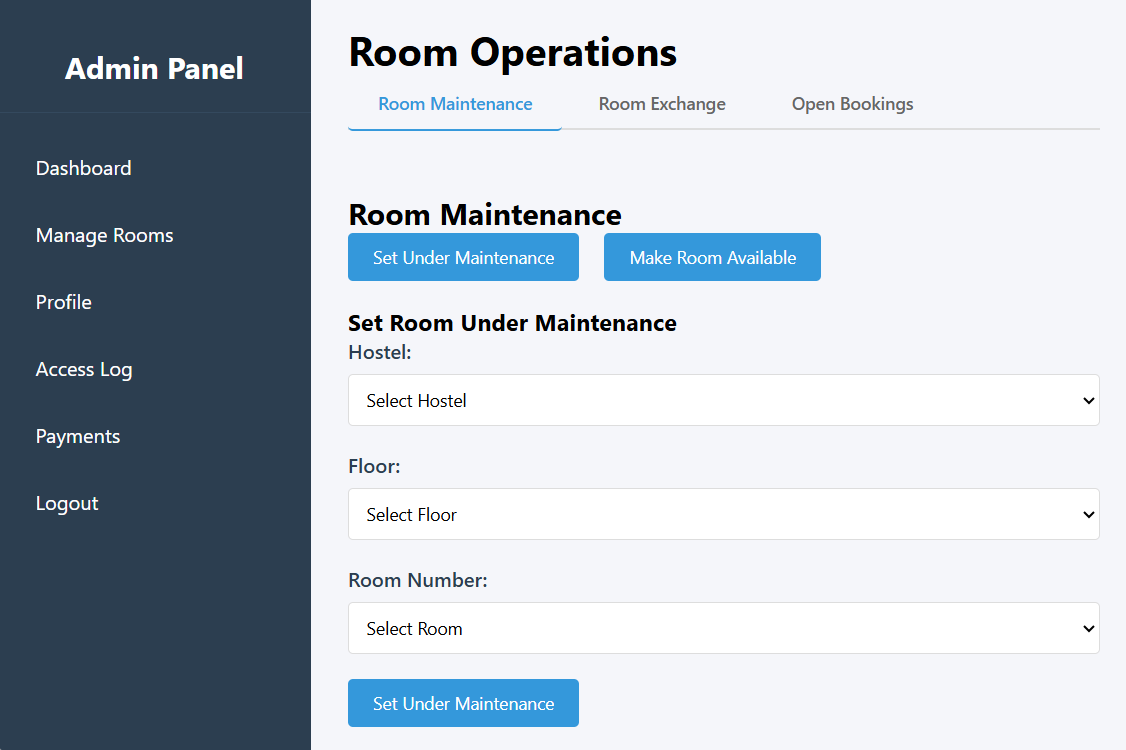 Admin Panel
Dashboard
Manage Rooms
Profile
Access Log
Payments
Logout
Room Operations
Room Maintenance
Room Exchange
Open Bookings
Room Maintenance
Set Under Maintenance
Make Room Available
Set Room Under Maintenance
Hostel:
Select Hostel
Floor:
Select Floor
Room Number:
Select Room
Set Under Maintenance